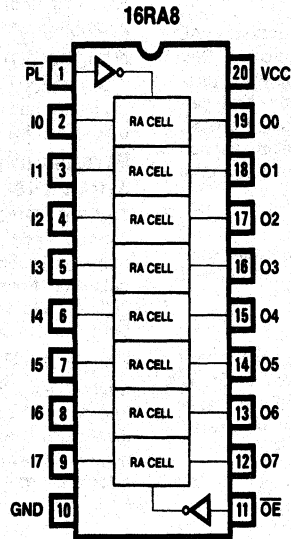 16RA8
PL 1 20 VCC
I0 2 RA CELL 19 O0
I1 3 RA CELL 18 O1
I2 4 RA CELL 17 O2
I3 5 RA CELL 16 O3
I4 6 RA CELL 15 O4
I5 7 RA CELL 14 O5
I6 8 RA CELL 13 O6
I7 9 RA CELL 12 O7
GND 10 11 OE